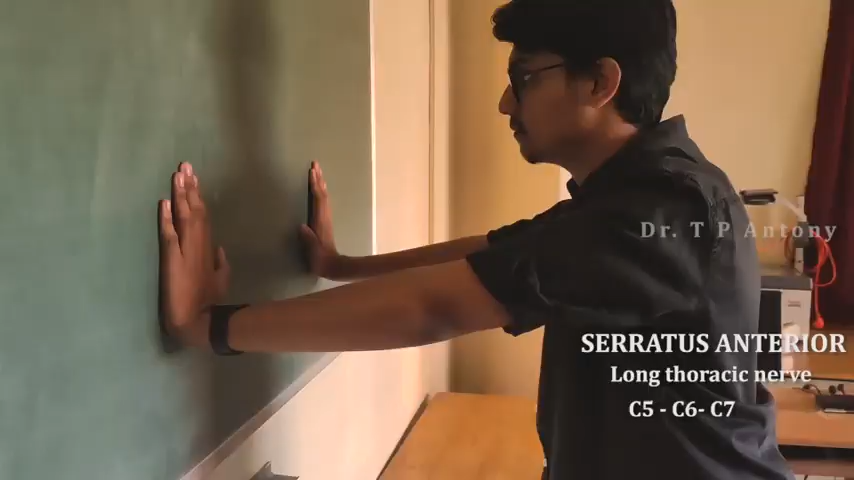 Dr. T P Antony
SERRATUS ANTERIOR
Long thoracic nerve
C5 - C6- C7